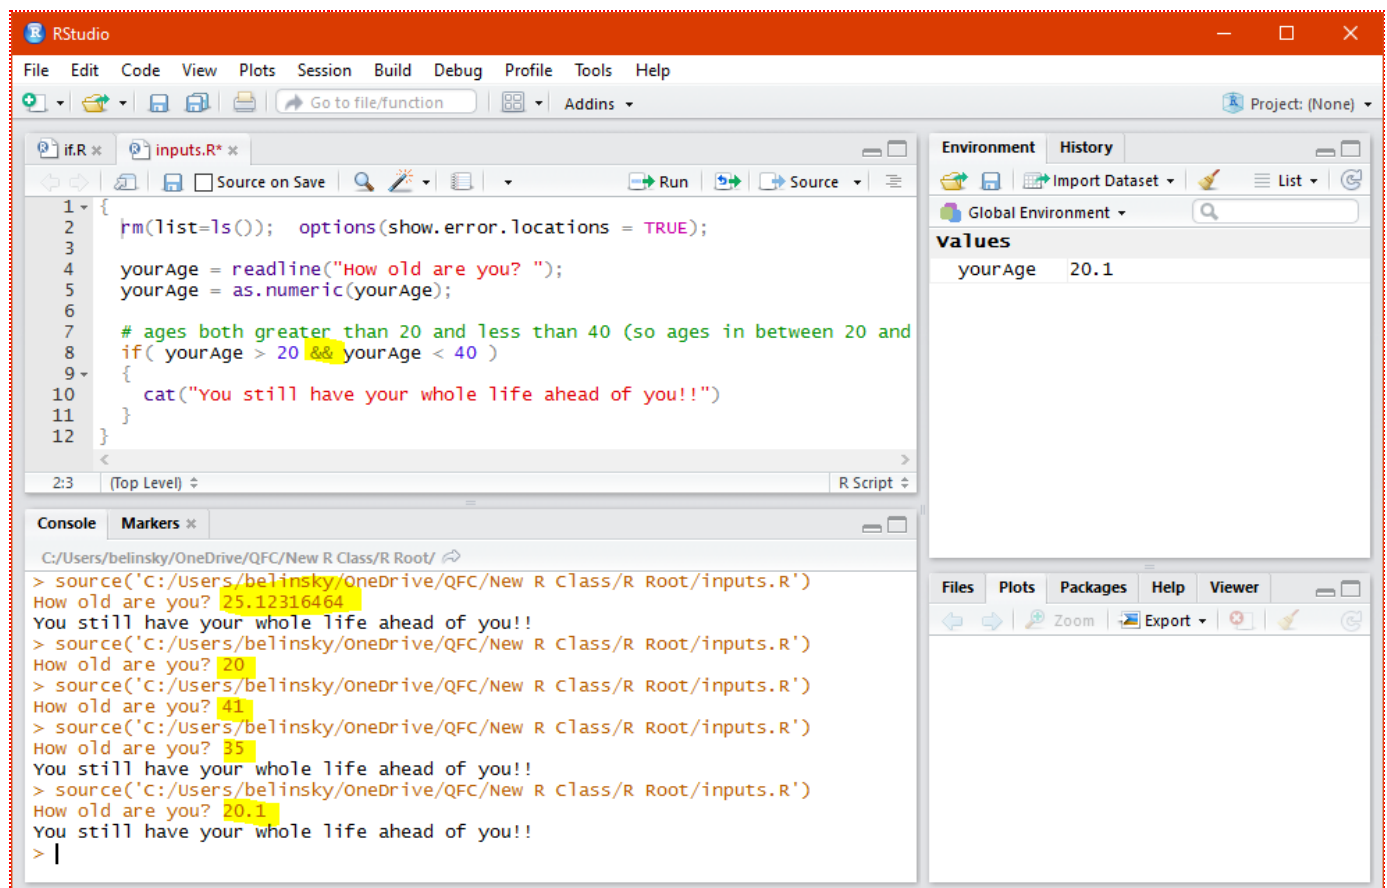 RStudio
File Edit Code View Plots Session Build Debug Profile Tools Help
Go to file/function Addins Project: (None)
if.R inputs.R*
Source on Save Run Source
1 {
2 rm(list=ls()); options(show.error.locations = TRUE);
3
4 yourAge = readline("How old are you? ");
5 yourAge = as.numeric(yourAge);
6
7 # ages both greater than 20 and less than 40 (so ages in between 20 and
8 if( yourAge > 20 && yourAge < 40 )
9 {
10 cat("You still have your whole life ahead of you!!")
11 }
12 }
2:3 (Top Level) R Script
Console Markers
C:/Users/belinsky/OneDrive/QFC/New R Class/R Root/
> source('C:/Users/belinsky/OneDrive/QFC/New R Class/R Root/inputs.R')
How old are you? 25.12316464
You still have your whole life ahead of you!!
> source('C:/Users/belinsky/OneDrive/QFC/New R Class/R Root/inputs.R')
How old are you? 20
> source('C:/Users/belinsky/OneDrive/QFC/New R Class/R Root/inputs.R')
How old are you? 41
> source('C:/Users/belinsky/OneDrive/QFC/New R Class/R Root/inputs.R')
How old are you? 35
You still have your whole life ahead of you!!
> source('C:/Users/belinsky/OneDrive/QFC/New R Class/R Root/inputs.R')
How old are you? 20.1
You still have your whole life ahead of you!!
>
Environment History
Import Dataset List
Global Environment
Values
yourAge 20.1
Files Plots Packages Help Viewer
Zoom Export